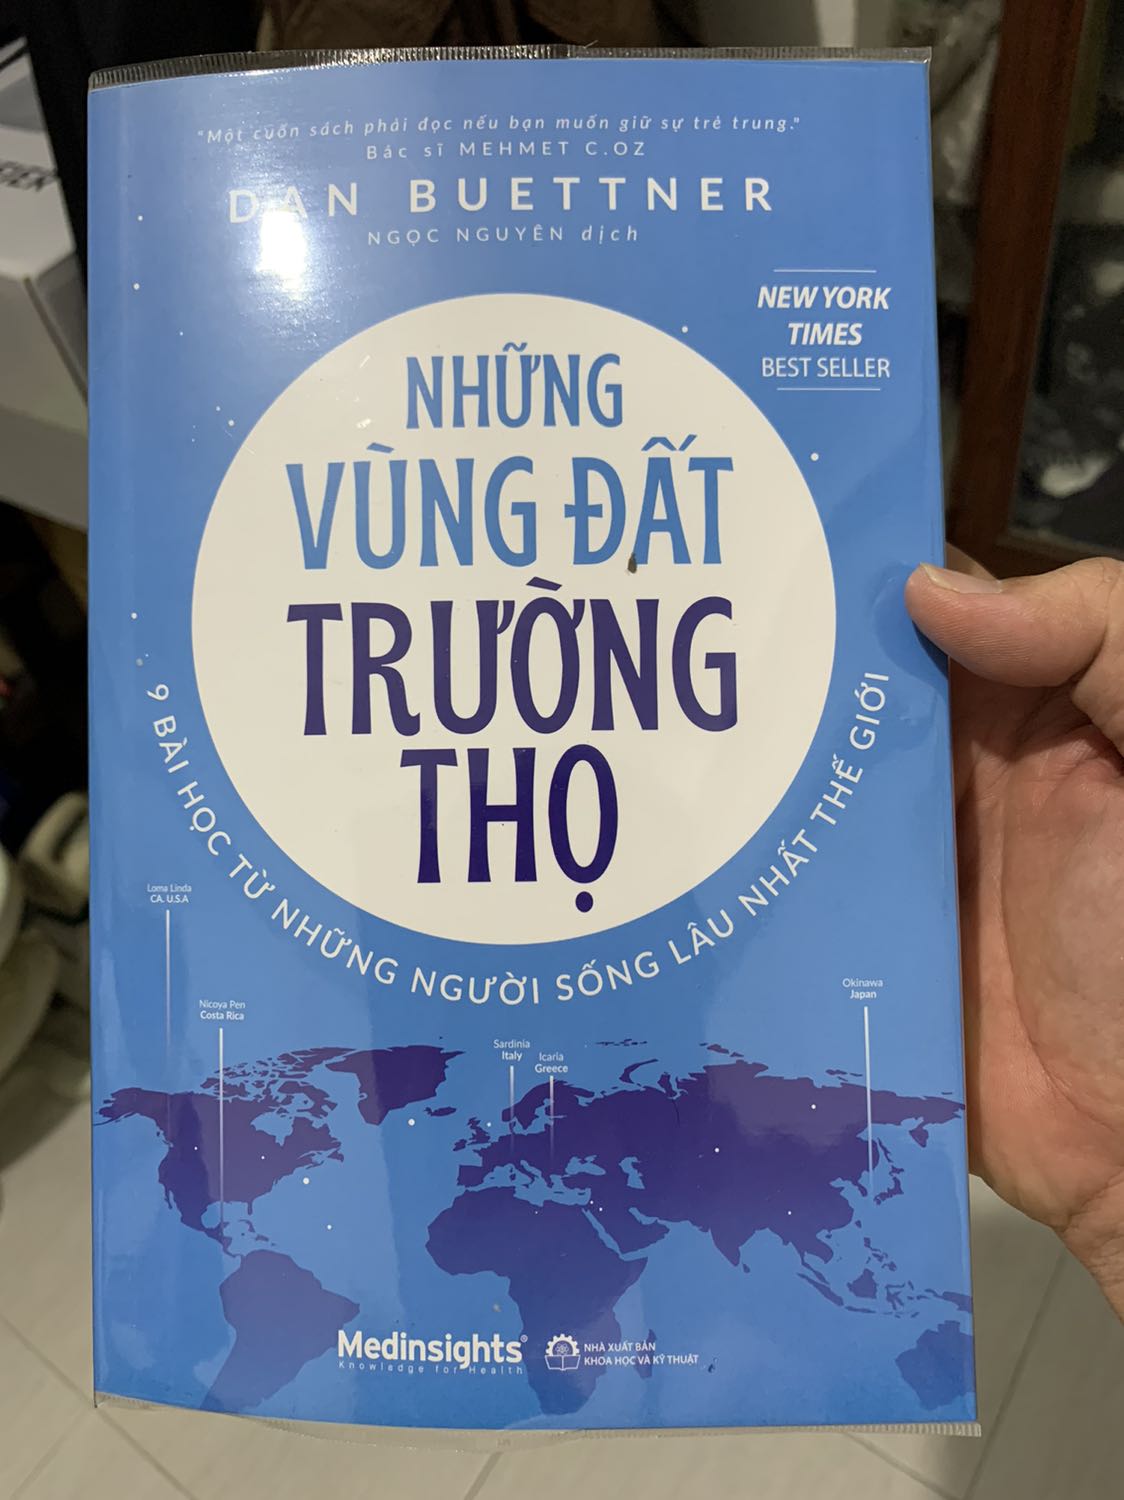 "Một cuốn sách phải đọc nếu bạn muốn giữ sự trẻ trung."
Bác sĩ MEHMET C.OZ
DAN BUETTNER
NGỌC NGUYÊN dịch
NEW YORK
TIMES
BEST SELLER
NHỮNG
VÙNG ĐẤT
TRƯỜNG
THỌ
9 BÀI HỌC TỪ NHỮNG NGƯỜI SỐNG LÂU NHẤT THẾ GIỚI
Loma Linda
CA. U.S.A
Nicoya Pen
Costa Rica
Sardinia
Italy
Icaria
Greece
Okinawa
Japan
Medinsights®
Knowledge for Health
NHÀ XUẤT BẢN
KHOA HỌC VÀ KỸ THUẬT